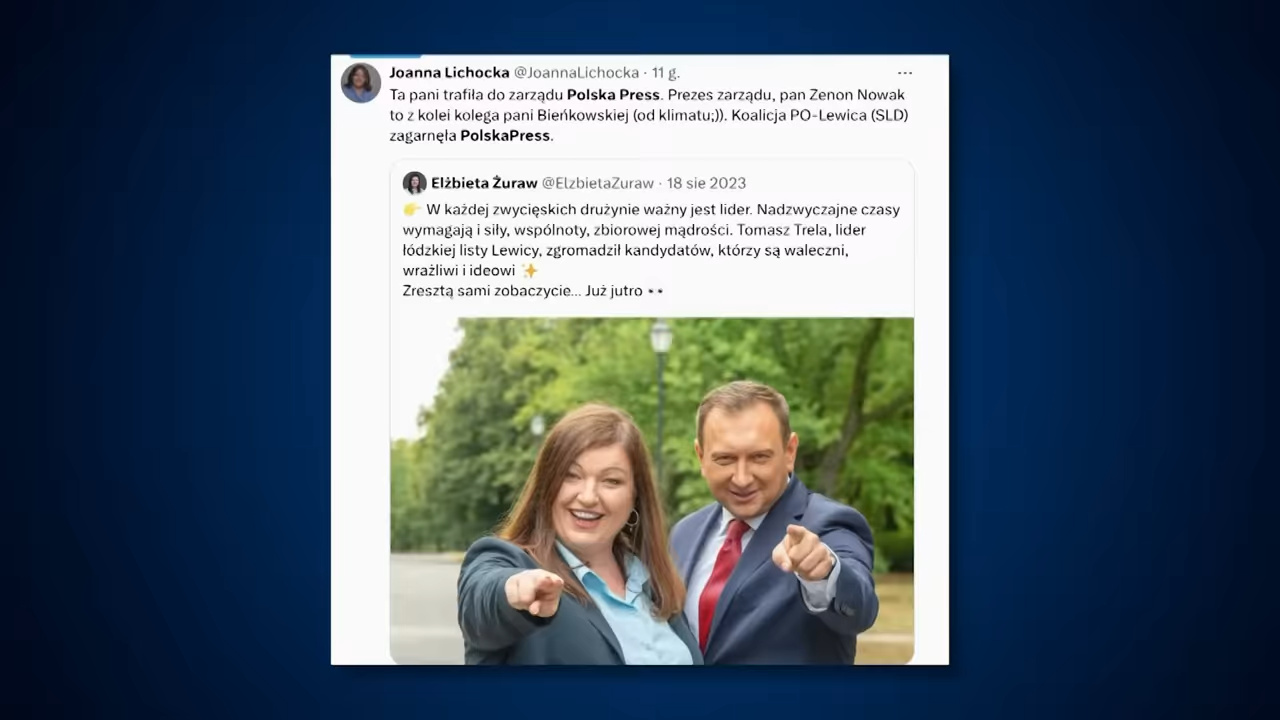 Joanna Lichocka @JoannaLichocka · 11 g.
Ta pani trafiła do zarządu Polska Press. Prezes zarządu, pan Zenon Nowak
to z kolei kolega pani Bieńkowskiej (od klimatu;)). Koalicja PO-Lewica (SLD)
zagarnęła PolskaPress.
Elżbieta Żuraw @ElzbietaZuraw · 18 sie 2023
👉 W każdej zwycięskich drużynie ważny jest lider. Nadzwyczajne czasy
wymagają i siły, wspólnoty, zbiorowej mądrości. Tomasz Trela, lider
łódzkiej listy Lewicy, zgromadził kandydatów, którzy są waleczni,
wrażliwi i ideowi ✨
Zresztą sami zobaczycie... Już jutro 👀